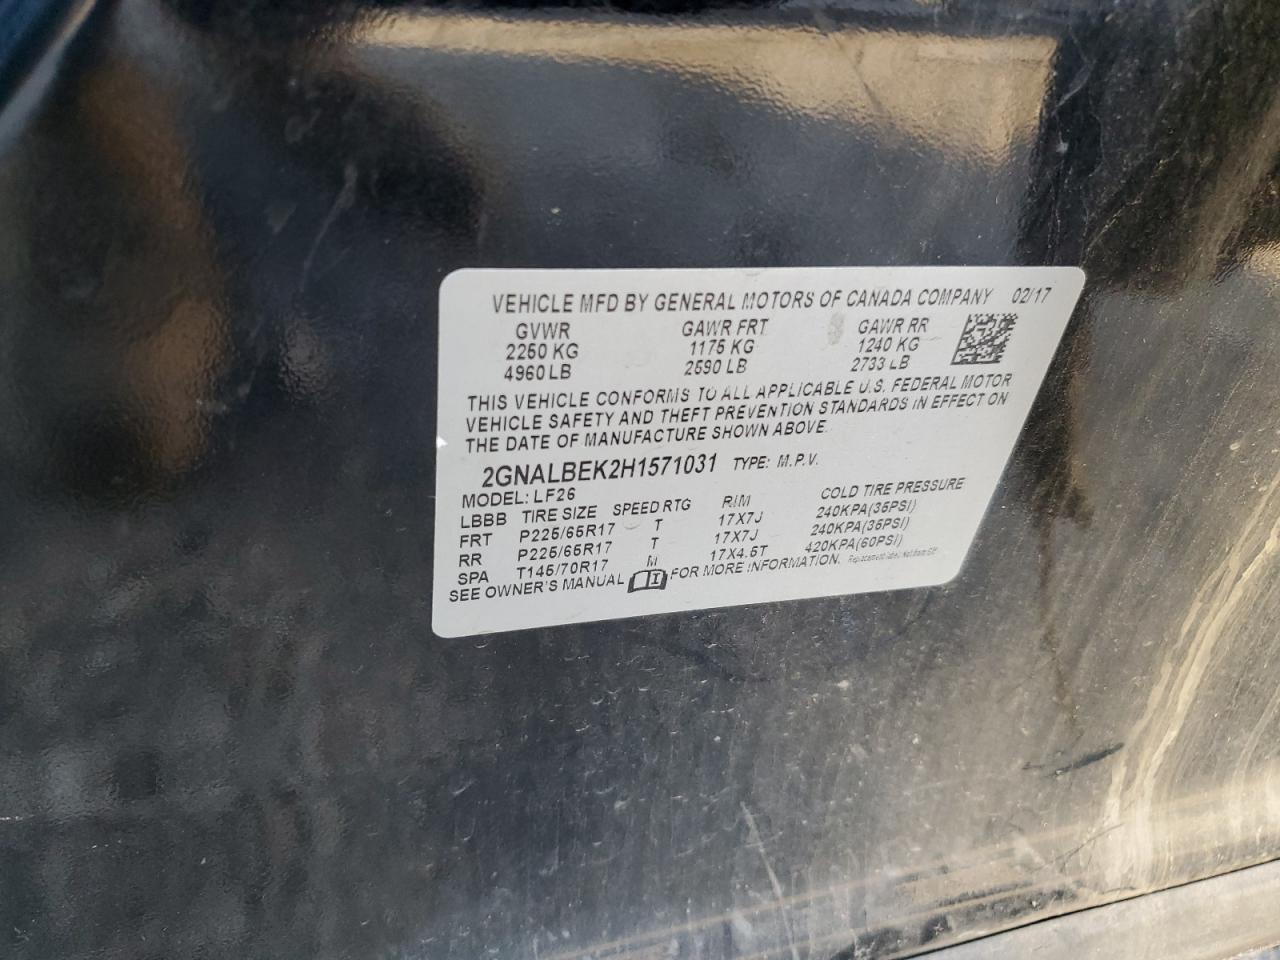 VEHICLE MFD BY GENERAL MOTORS OF CANADA COMPANY 02/17
GVWR GAWR FRT GAWR RR
2250 KG 1175 KG 1240 KG
4960 LB 2590 LB 2733 LB
THIS VEHICLE CONFORMS TO ALL APPLICABLE U.S. FEDERAL MOTOR
VEHICLE SAFETY AND THEFT PREVENTION STANDARDS IN EFFECT ON
THE DATE OF MANUFACTURE SHOWN ABOVE.
2GNALBEK2H1571031 TYPE: M.P.V.
MODEL: LF26
LBBB TIRE SIZE SPEED RTG RIM COLD TIRE PRESSURE
FRT P225/65R17 T 17X7J 240KPA(35PSI)
RR P225/65R17 T 17X7J 240KPA(35PSI)
SPA T145/70R17 M 17X4.5T 420KPA(60PSI)
SEE OWNER'S MANUAL FOR MORE INFORMATION. Replacement label. Not from